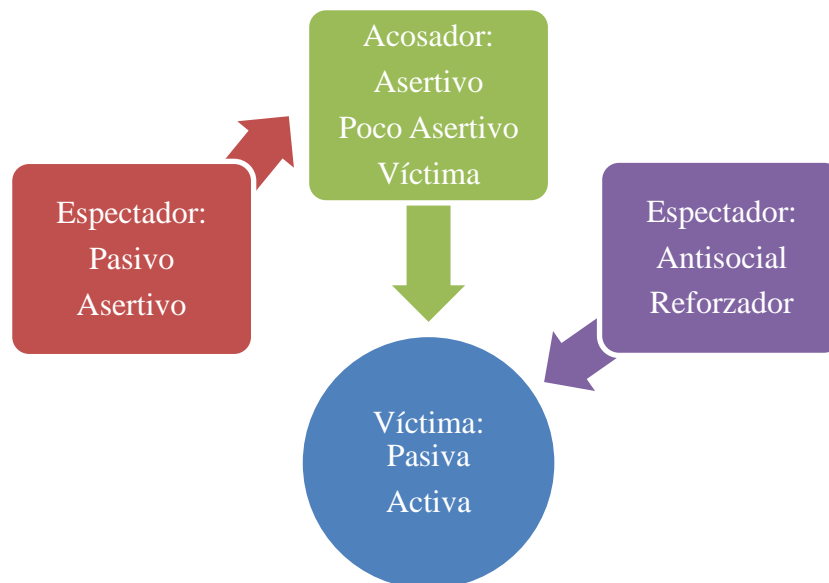 Acosador:
Asertivo
Poco Asertivo
Víctima
Espectador:
Pasivo
Asertivo
Espectador:
Antisocial
Reforzador
Víctima:
Pasiva
Activa